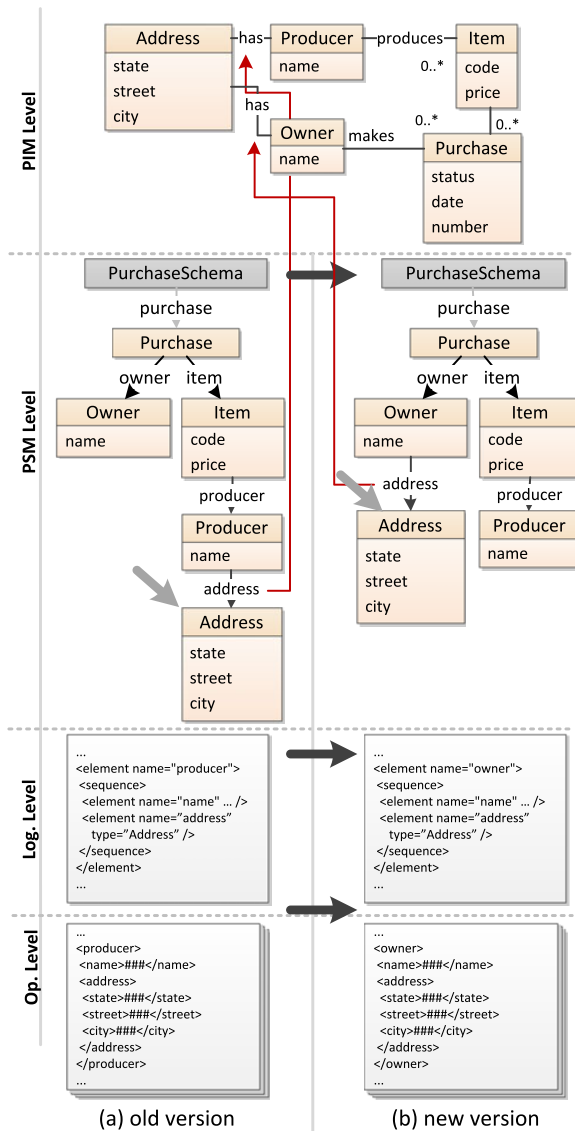 PIM Level
Address
state
street
city
has
Producer
name
produces
Item
code
price
0..*
has
Owner
name
makes
0..*
0..*
Purchase
status
date
number
PSM Level
PurchaseSchema
purchase
Purchase
owner
item
Owner
name
Item
code
price
producer
Producer
name
address
Address
state
street
city
PurchaseSchema
purchase
Purchase
owner
item
Owner
name
Item
code
price
address
producer
Address
state
street
city
Producer
name
Log. Level
...
<element name="producer">
<sequence>
<element name="name" ... />
<element name=”address”
type=”Address” />
</sequence>
</element>
...
...
<element name="owner">
<sequence>
<element name="name" ... />
<element name=”address”
type=”Address” />
</sequence>
</element>
...
Op. Level
...
<producer>
<name>###</name>
<address>
<state>###</state>
<street>###</street>
<city>###</city>
</address>
</producer>
...
...
<owner>
<name>###</name>
<address>
<state>###</state>
<street>###</street>
<city>###</city>
</address>
</owner>
...
(a) old version
(b) new version